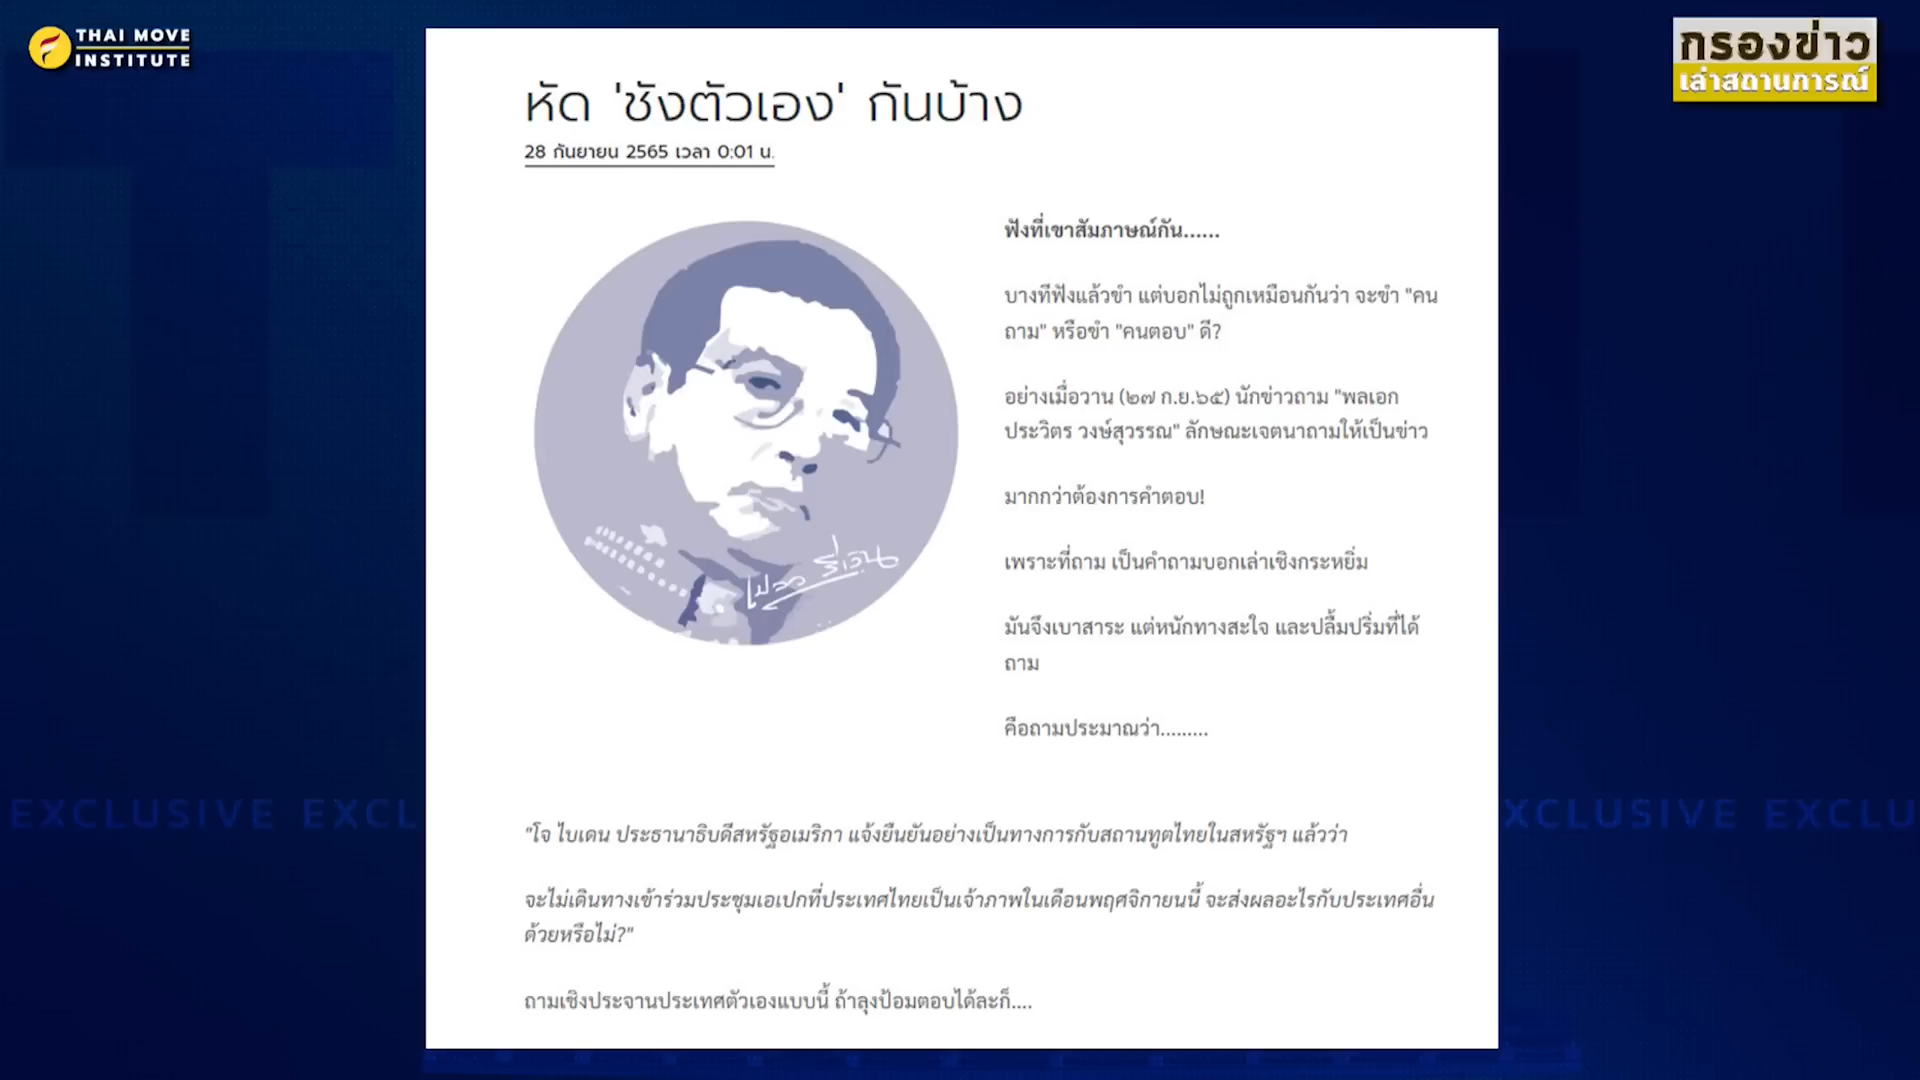 THAI MOVE
INSTITUTE
กรองข่าว
เล่าสถานการณ์
หัด 'ชังตัวเอง' กันบ้าง
28 กันยายน 2565 เวลา 0:01 น.
ฟังที่เขาสัมภาษณ์กัน......
บางทีฟังแล้วขำ แต่บอกไม่ถูกเหมือนกันว่า จะขำ "คน
ถาม" หรือขำ "คนตอบ" ดี?
อย่างเมื่อวาน (๒๗ ก.ย.๖๕) นักข่าวถาม "พลเอก
ประวิตร วงษ์สุวรรณ" ลักษณะเจตนาถามให้เป็นข่าว
มากกว่าต้องการคำตอบ!
เพราะที่ถาม เป็นคำถามบอกเล่าเชิงกระหยิ่ม
มันจึงเบาสาระ แต่หนักทางสะใจ และปลื้มปริ่มที่ได้
ถาม
คือถามประมาณว่า.........
เปลว สีเงิน
"โจ ไบเดน ประธานาธิบดีสหรัฐอเมริกา แจ้งยืนยันอย่างเป็นทางการกับสถานทูตไทยในสหรัฐฯ แล้วว่า
จะไม่เดินทางเข้าร่วมประชุมเอเปกที่ประเทศไทยเป็นเจ้าภาพในเดือนพฤศจิกายนนี้ จะส่งผลอะไรกับประเทศอื่น
ด้วยหรือไม่?"
ถามเชิงประจานประเทศตัวเองแบบนี้ ถ้าลุงป้อมตอบได้ละก็....
EXCLUSIVE EXCL
XCLUSIVE EXCLU